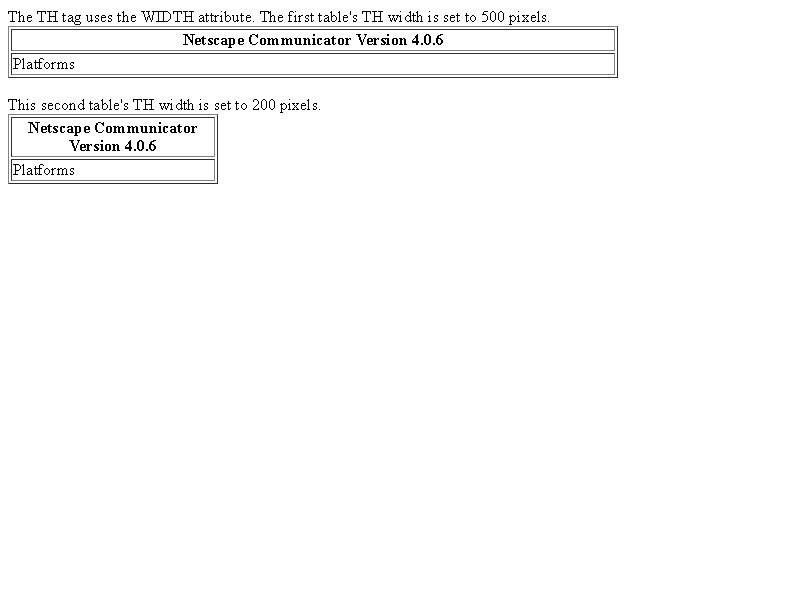 The TH tag uses the WIDTH attribute. The first table's TH width is set to 500 pixels.
Netscape Communicator Version 4.0.6
Platforms
This second table's TH width is set to 200 pixels.
Netscape Communicator
Version 4.0.6
Platforms